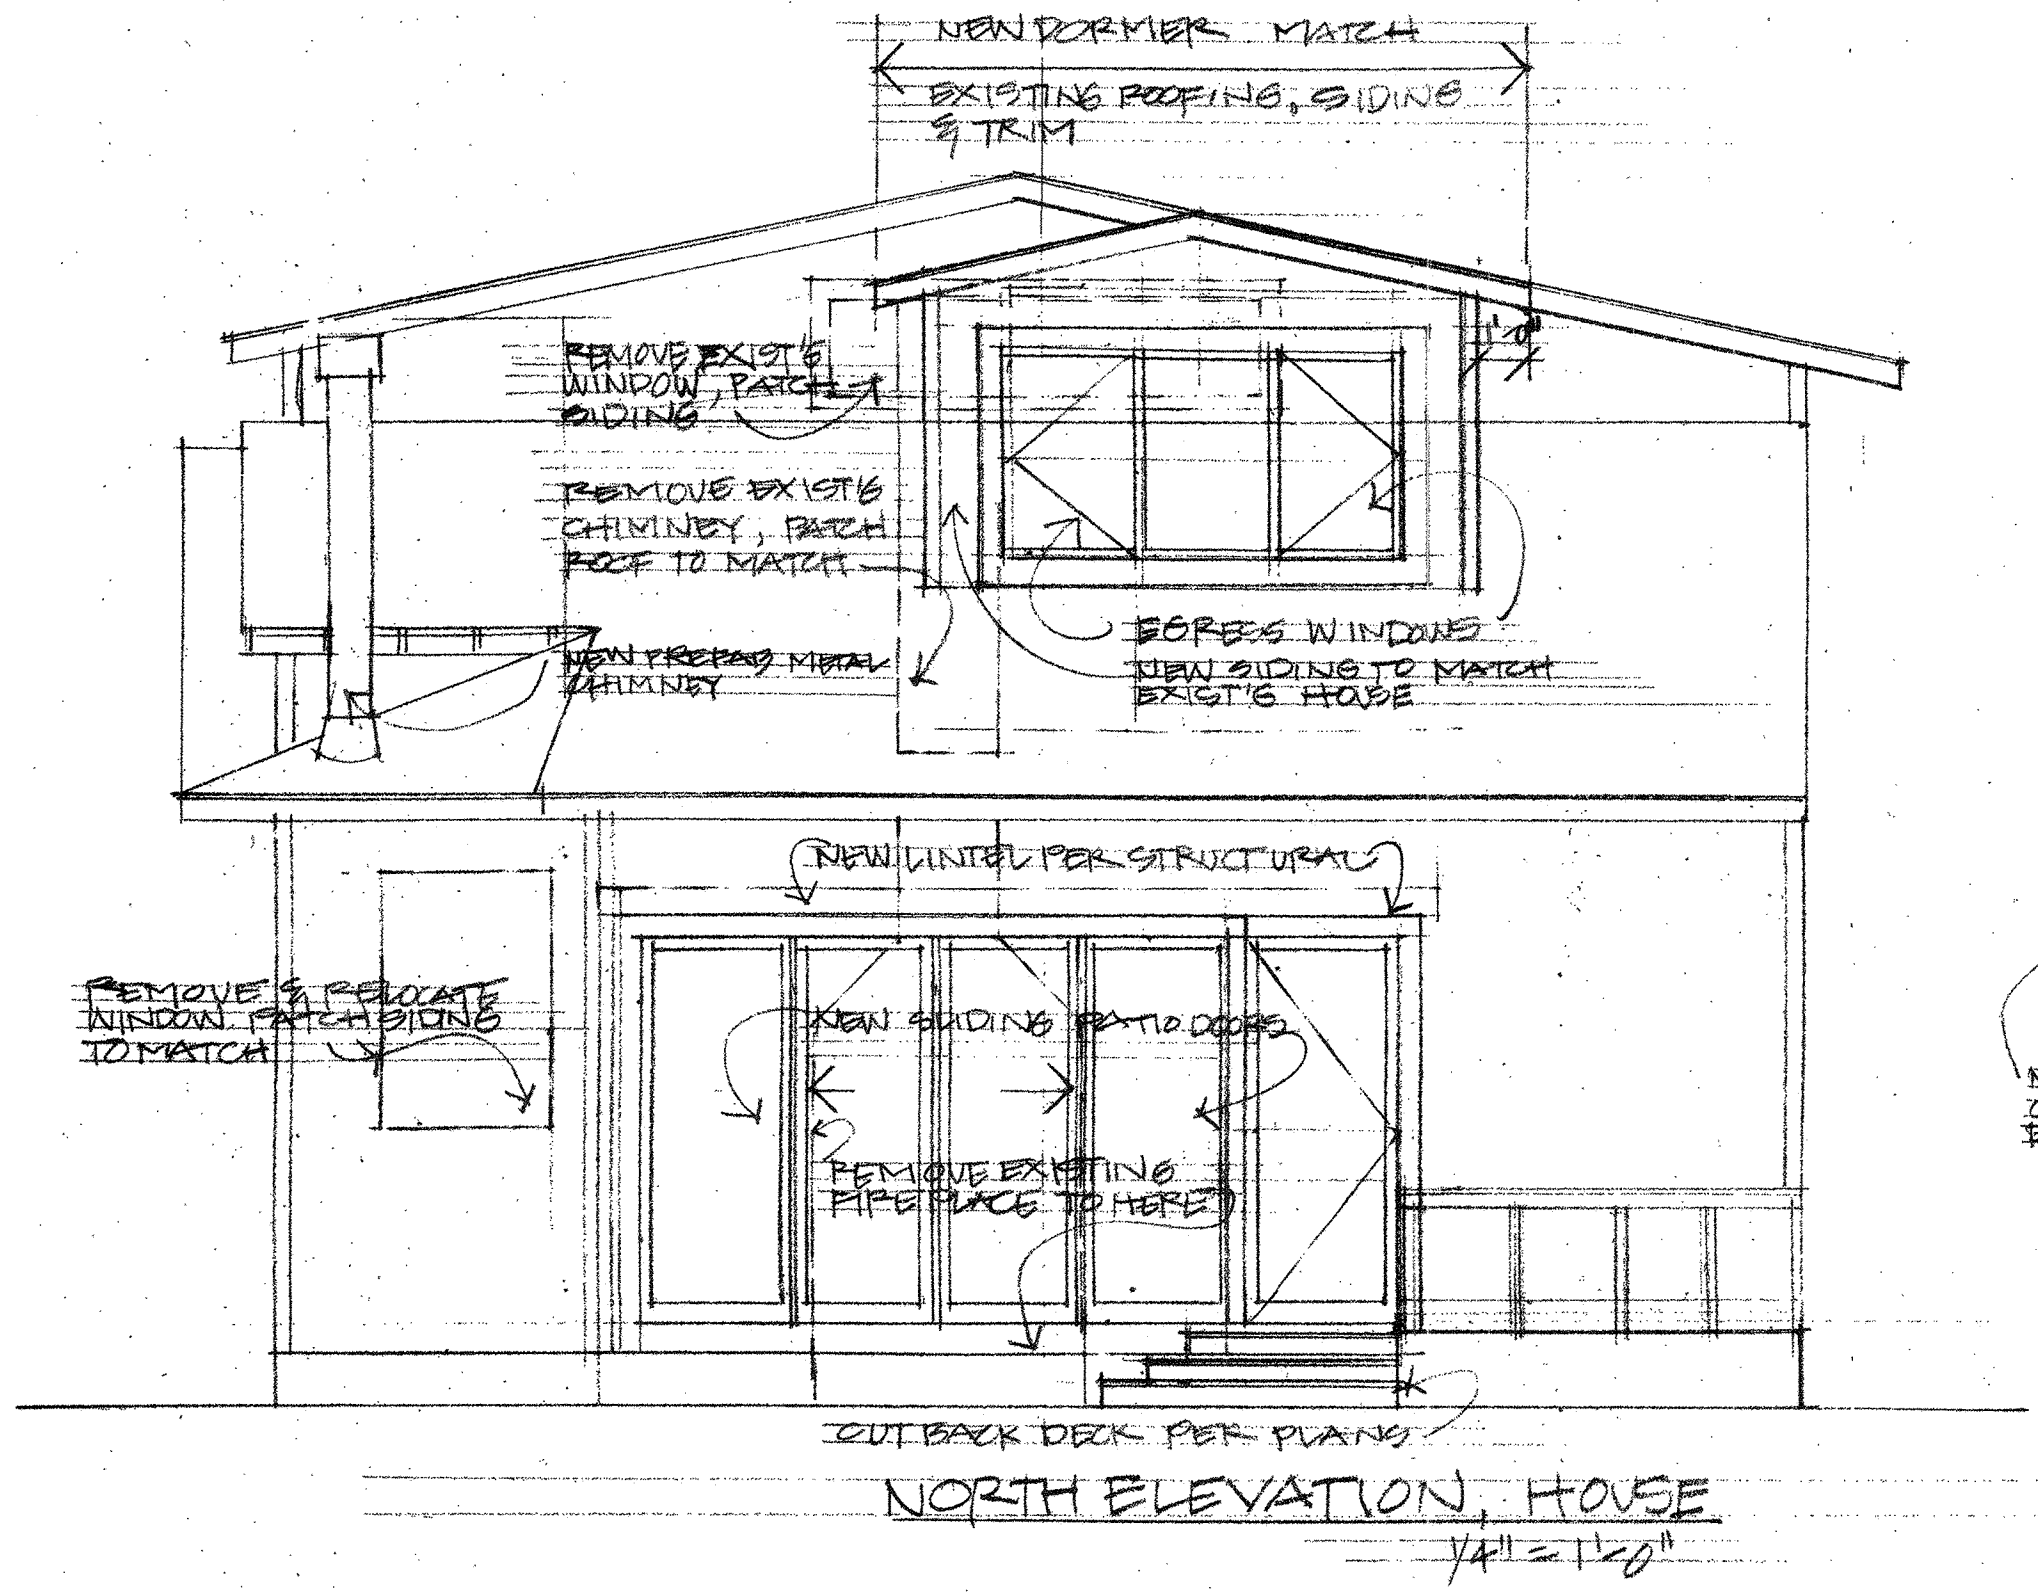 NEW DORMER MATCH
EXISTING ROOFING, SIDING
& TRIM
1'-0"
REMOVE EXIST'G
WINDOW, PATCH
SIDING
REMOVE EXIST'G
CHIMNEY, PATCH
ROOF TO MATCH
EGRESS WINDOWS
NEW PREFAB METAL
CHIMNEY
NEW SIDING TO MATCH
EXIST'G HOUSE
NEW LINTEL PER STRUCTURAL
REMOVE & RELOCATE
WINDOW. PATCH SIDING
TO MATCH
NEW SLIDING PATIO DOORS
REMOVE EXISTING
FIREPLACE TO HERE
CUT BACK DECK PER PLANS
NORTH ELEVATION, HOUSE
1/4" = 1'-0"